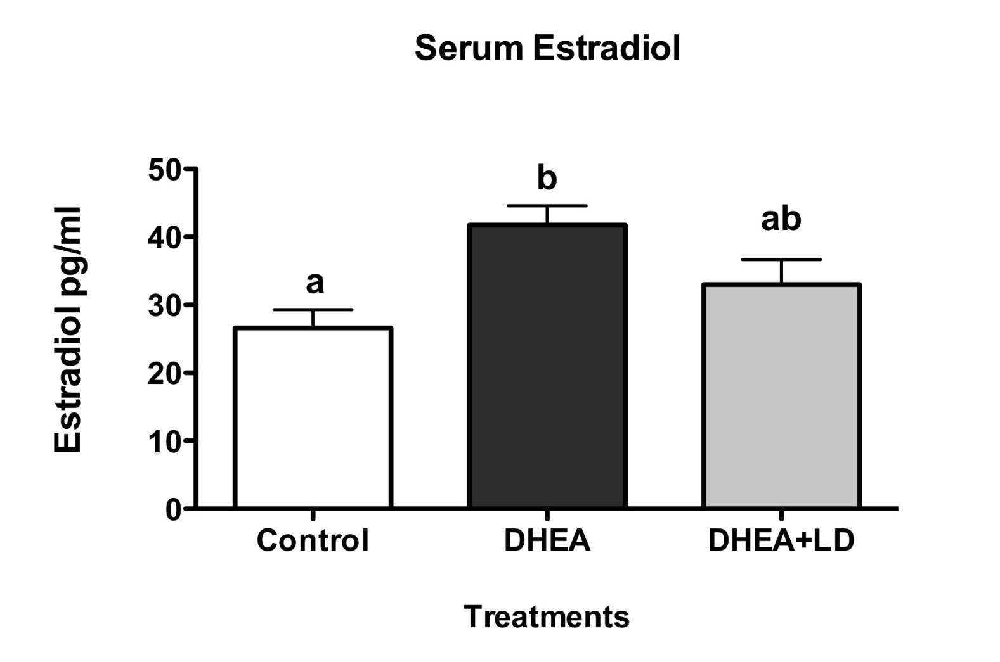 Serum Estradiol
50
40
30
20
10
0
Estradiol pg/ml
a
b
ab
Control
DHEA
DHEA+LD
Treatments